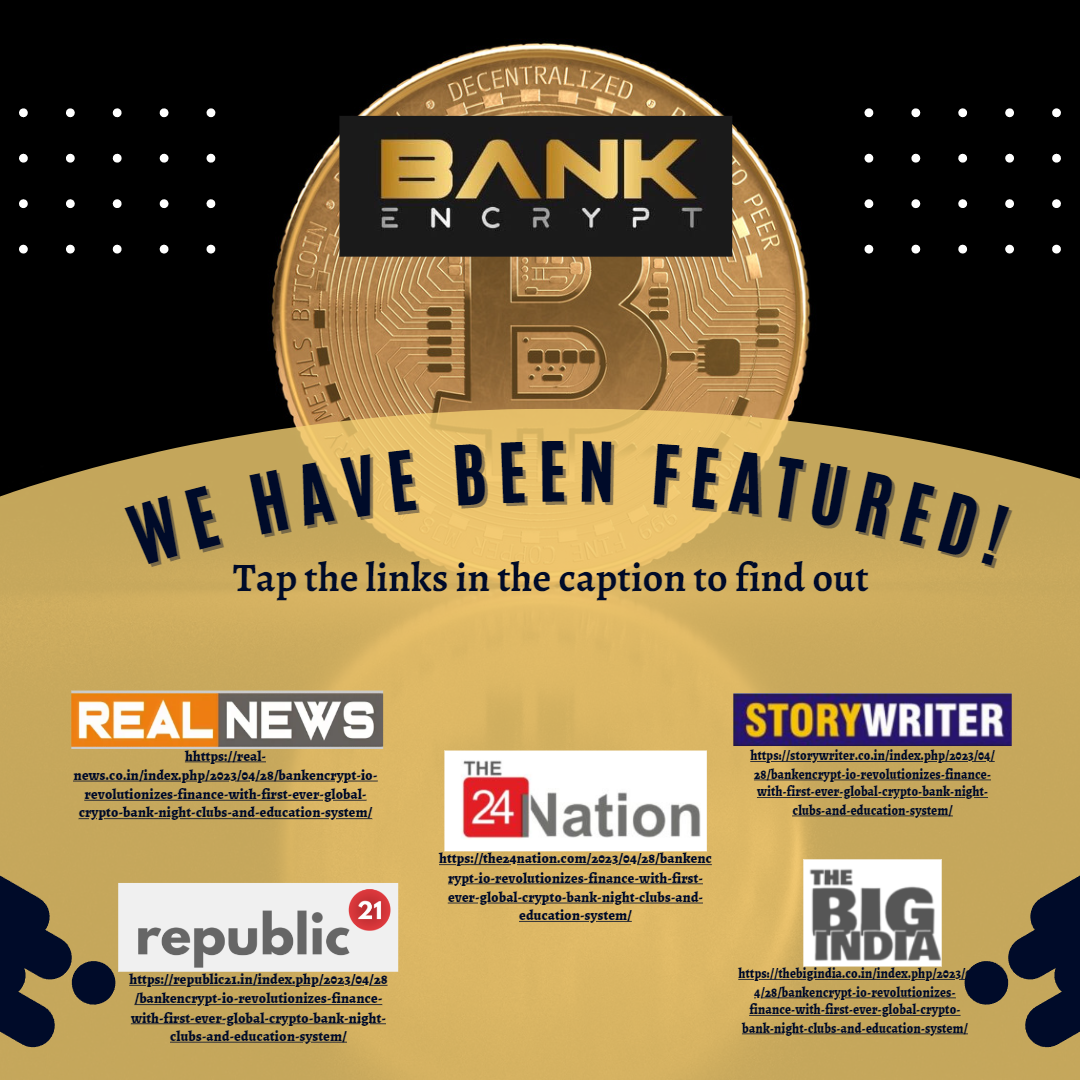 DECENTRALIZED
BANK
ENCRYPT
TO PEER
METALS BITCOIN
WE HAVE BEEN FEATURED!
Tap the links in the caption to find out
REAL NEWS
hhttps://real-
news.co.in/index.php/2023/04/28/bankencrypt-io-
revolutionizes-finance-with-first-ever-global-
crypto-bank-night-clubs-and-education-system/
THE
24 Nation
https://the24nation.com/2023/04/28/bankenc
rypt-io-revolutionizes-finance-with-first-
ever-global-crypto-bank-night-clubs-and-
education-system/
STORYWRITER
https://storywriter.co.in/index.php/2023/04/
28/bankencrypt-io-revolutionizes-finance-
with-first-ever-global-crypto-bank-night-
clubs-and-education-system/
republic 21
https://republic21.in/index.php/2023/04/28
/bankencrypt-io-revolutionizes-finance-
with-first-ever-global-crypto-bank-night-
clubs-and-education-system/
THE
BIG
INDIA
https://thebigindia.co.in/index.php/2023/
4/28/bankencrypt-io-revolutionizes-
finance-with-first-ever-global-crypto-
bank-night-clubs-and-education-system/